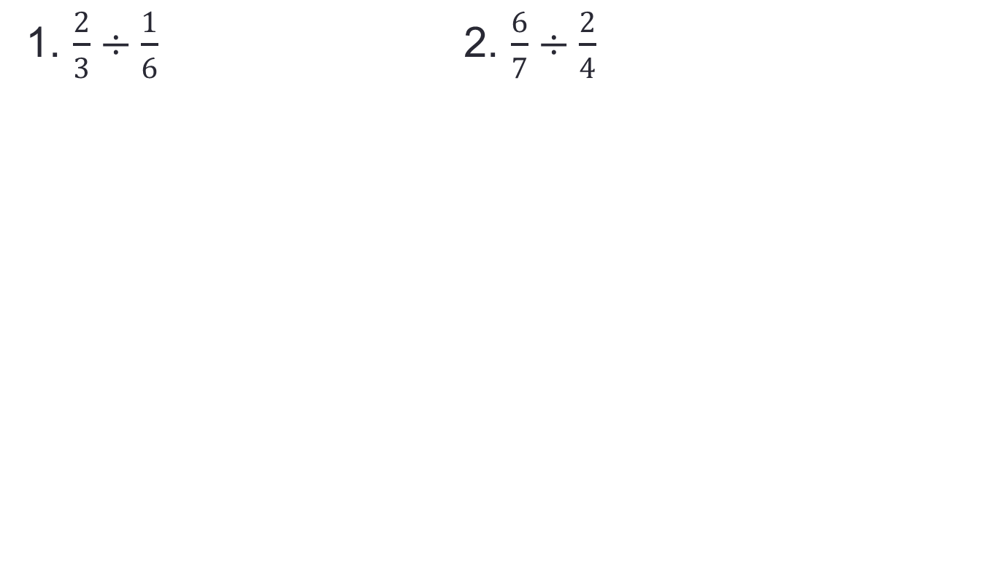 1. 2/3 ÷ 1/6 2. 6/7 ÷ 2/4